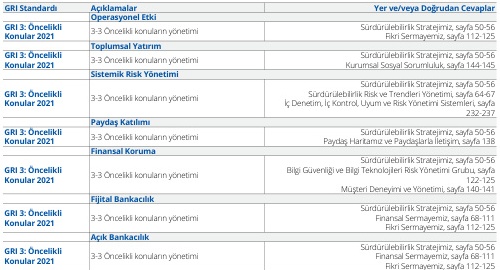 GRI Standardı Açıklamalar Yer ve/veya Doğrudan Cevaplar
Operasyonel Etki
GRI 3: Öncelikli Konular 2021 3-3 Öncelikli konuların yönetimi Sürdürülebilirlik Stratejimiz, sayfa 50-56
Fikri Sermayemiz, sayfa 112-125
Toplumsal Yatırım
GRI 3: Öncelikli Konular 2021 3-3 Öncelikli konuların yönetimi Sürdürülebilirlik Stratejimiz, sayfa 50-56
Kurumsal Sosyal Sorumluluk, sayfa 144-145
Sistemik Risk Yönetimi
GRI 3: Öncelikli Konular 2021 3-3 Öncelikli konuların yönetimi Sürdürülebilirlik Stratejimiz, sayfa 50-56
Sürdürülebilirlik Risk ve Trendleri Yönetimi, sayfa 64-67
İç Denetim, İç Kontrol, Uyum ve Risk Yönetimi Sistemleri, sayfa
232-237
Paydaş Katılımı
GRI 3: Öncelikli Konular 2021 3-3 Öncelikli konuların yönetimi Sürdürülebilirlik Stratejimiz, sayfa 50-56
Paydaş Haritamız ve Paydaşlarla İletişim, sayfa 138
Finansal Koruma
GRI 3: Öncelikli Konular 2021 3-3 Öncelikli konuların yönetimi Sürdürülebilirlik Stratejimiz, sayfa 50-56
Bilgi Güvenliği ve Bilgi Teknolojileri Risk Yönetimi Grubu, sayfa
122-125
Müşteri Deneyimi ve Yönetimi, sayfa 140-141
Fijital Bankacılık
GRI 3: Öncelikli Konular 2021 3-3 Öncelikli konuların yönetimi Sürdürülebilirlik Stratejimiz, sayfa 50-56
Finansal Sermayemiz, sayfa 68-111
Fikri Sermayemiz, sayfa 112-125
Açık Bankacılık
GRI 3: Öncelikli Konular 2021 3-3 Öncelikli konuların yönetimi Sürdürülebilirlik Stratejimiz, sayfa 50-56
Finansal Sermayemiz, sayfa 68-111
Fikri Sermayemiz, sayfa 112-125